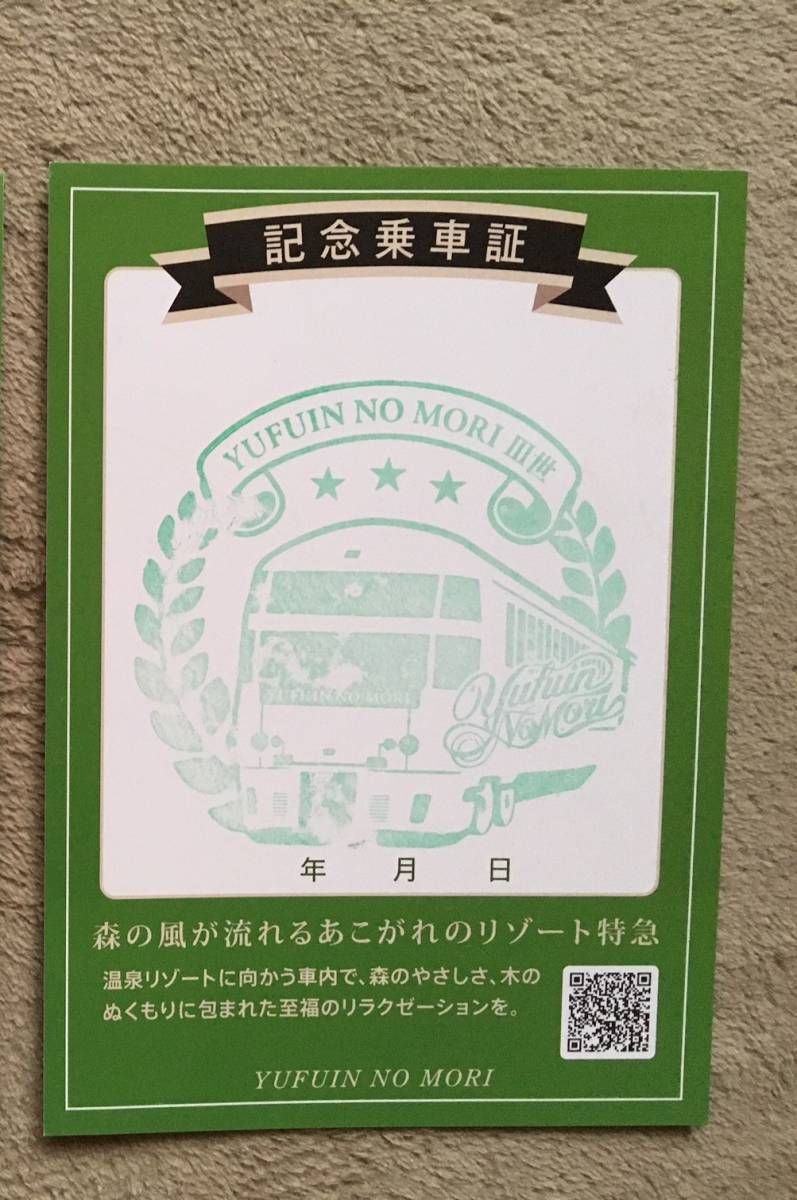 記念乗車証
YUFUIN NO MORI Ⅲ世
YUFUIN NO MORI
Yufuin
NoMori
年 月 日
森の風が流れるあこがれのリゾート特急
温泉リゾートに向かう車内で、森のやさしさ、木の
ぬくもりに包まれた至福のリラクゼーションを。
YUFUIN NO MORI